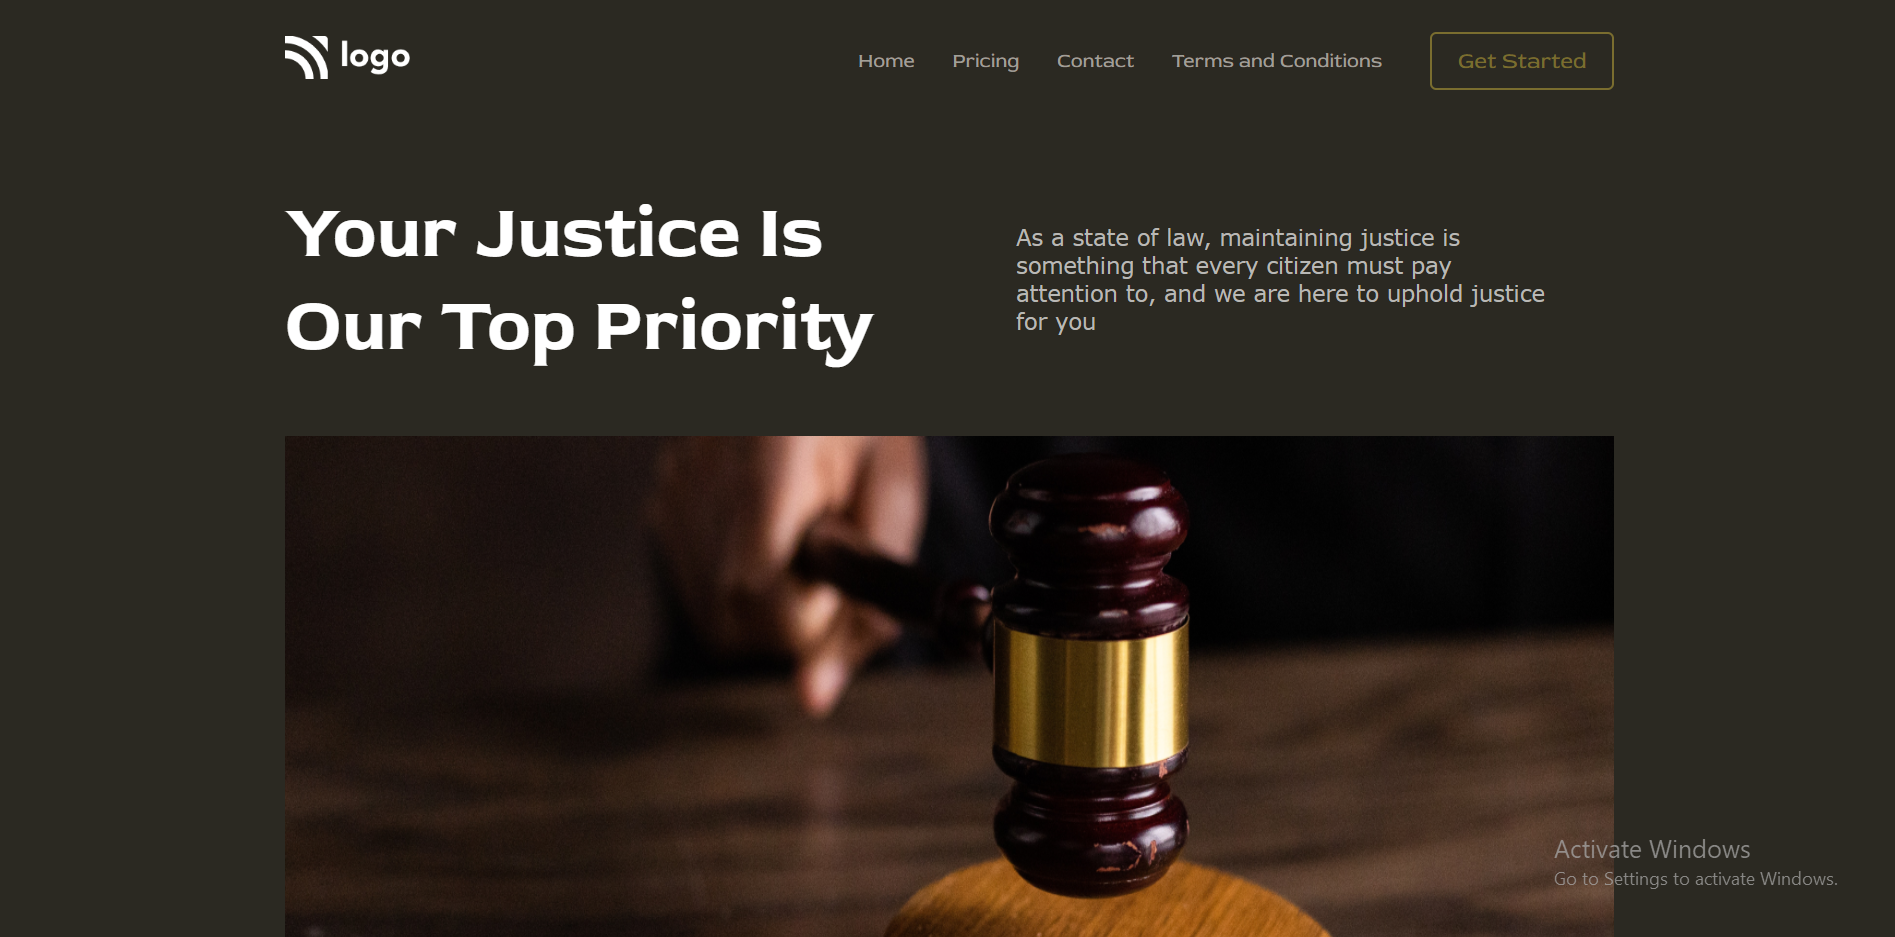 logo
Home
Pricing
Contact
Terms and Conditions
Get Started
Your Justice Is
Our Top Priority
As a state of law, maintaining justice is
something that every citizen must pay
attention to, and we are here to uphold justice
for you
Activate Windows
Go to Settings to activate Windows.